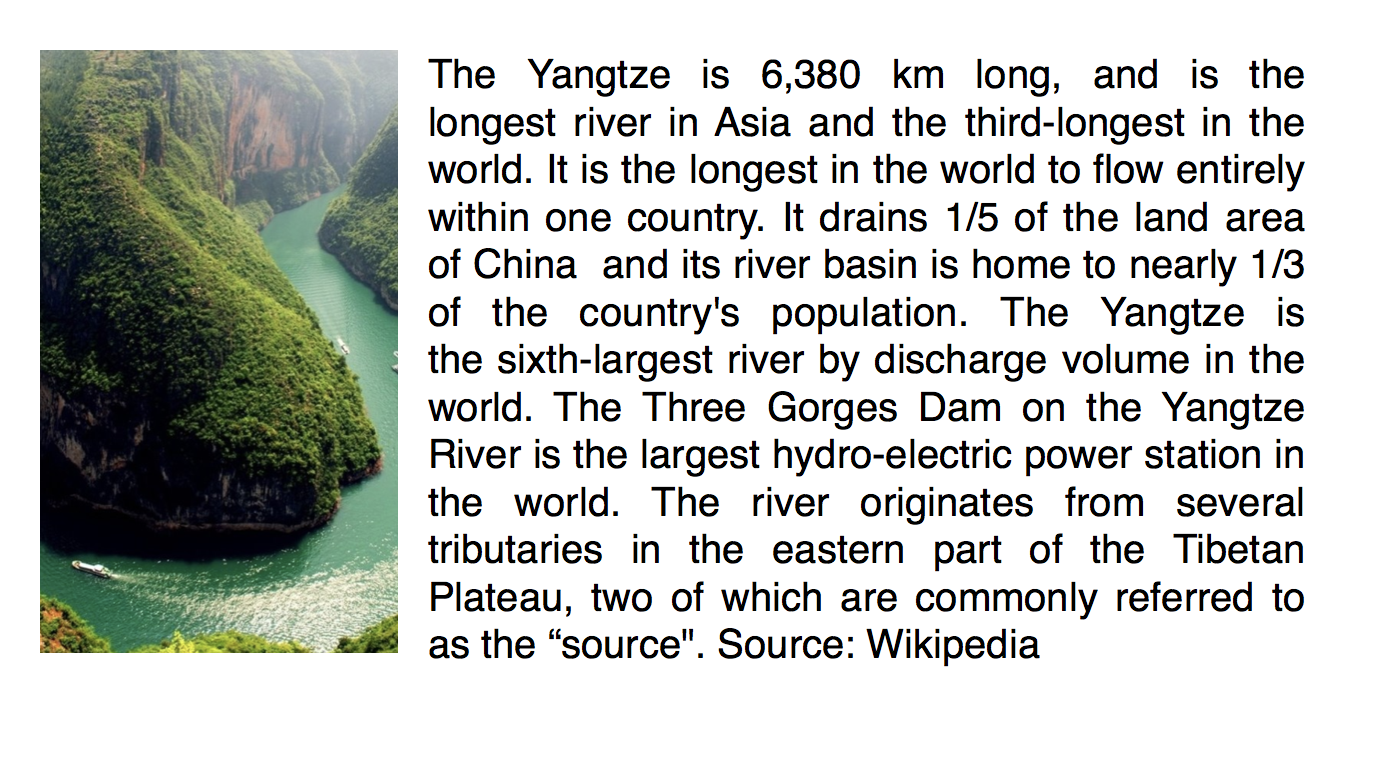 The Yangtze is 6,380 km long, and is the
longest river in Asia and the third-longest in the
world. It is the longest in the world to flow entirely
within one country. It drains 1/5 of the land area
of China  and its river basin is home to nearly 1/3
of the country's population. The Yangtze is
the sixth-largest river by discharge volume in the
world. The Three Gorges Dam on the Yangtze
River is the largest hydro-electric power station in
the world. The river originates from several
tributaries in the eastern part of the Tibetan
Plateau, two of which are commonly referred to
as the “source". Source: Wikipedia